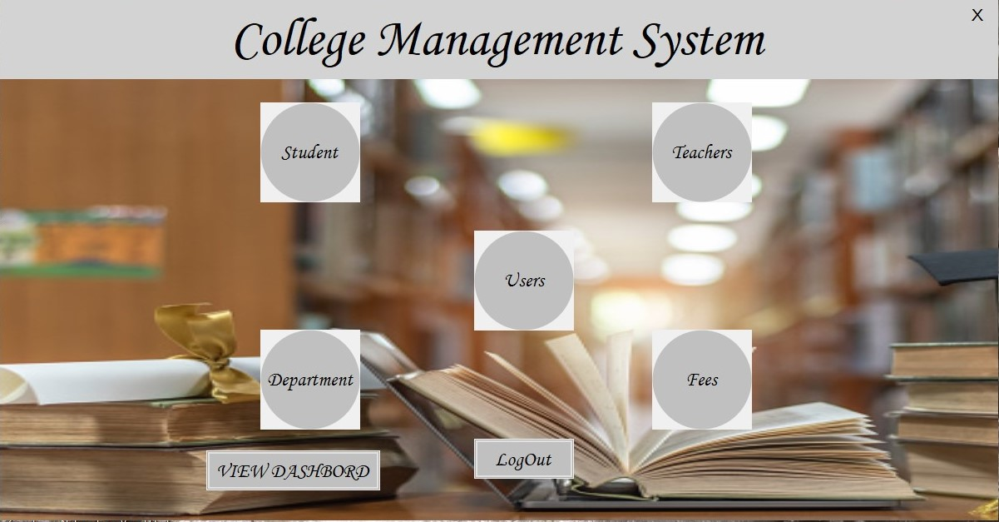 X
College Management System
Student
Teachers
Users
Department
Fees
LogOut
VIEW DASHBORD